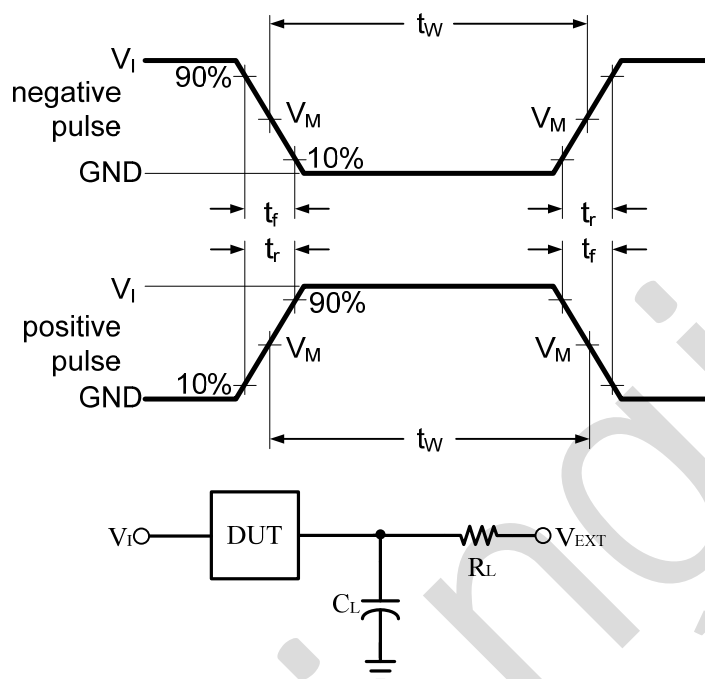 tW
VI
90%
negative
pulse
VM
VM
10%
GND
tf
tr
tr
tf
VI
90%
positive
pulse
VM
VM
10%
GND
tW
VI
DUT
VEXT
RL
CL